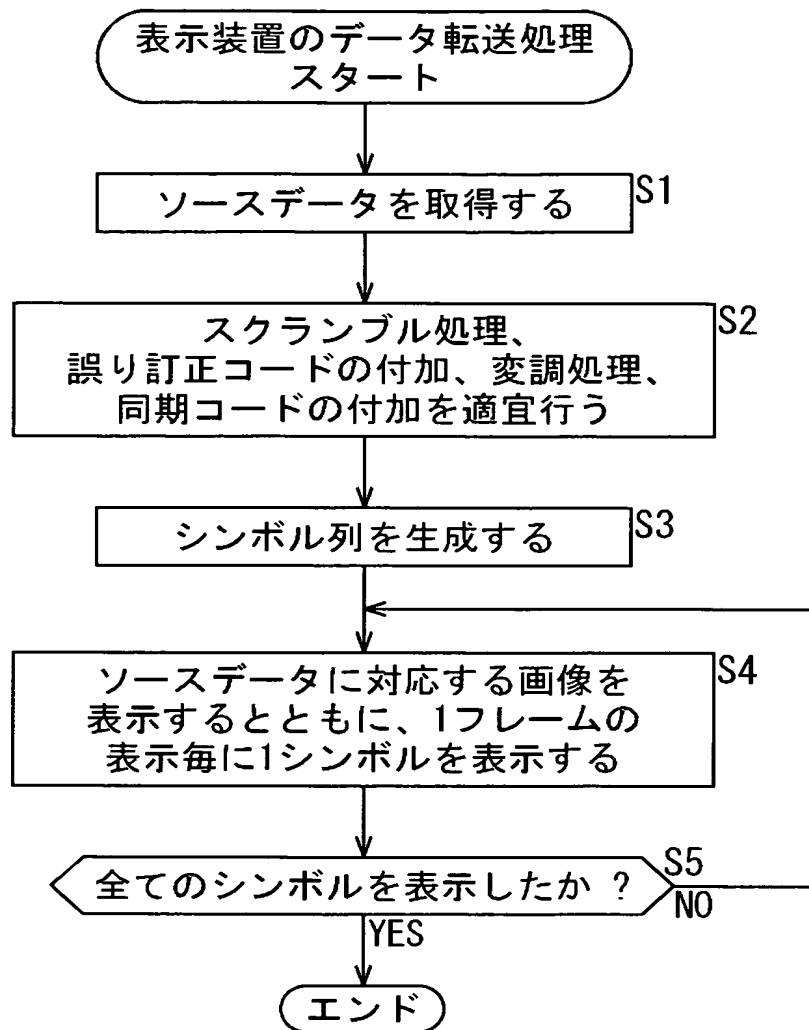 表示装置のデータ転送処理
スタート
ソースデータを取得する
S1
スクランブル処理、
誤り訂正コードの付加、変調処理、
同期コードの付加を適宜行う
S2
シンボル列を生成する
S3
ソースデータに対応する画像を
表示するとともに、1フレームの
表示毎に1シンボルを表示する
S4
全てのシンボルを表示したか ?
S5
NO
YES
エンド